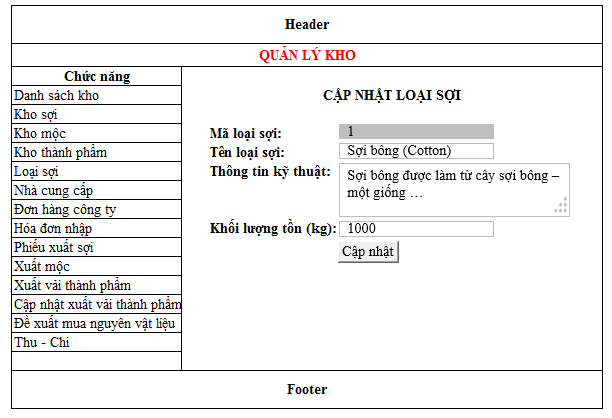 Header
QUẢN LÝ KHO
Chức năng
Danh sách kho
Kho sợi
Kho mộc
Kho thành phẩm
Loại sợi
Nhà cung cấp
Đơn hàng công ty
Hóa đơn nhập
Phiếu xuất sợi
Xuất mộc
Xuất vải thành phẩm
Cập nhật xuất vải thành phẩm
Đề xuất mua nguyên vật liệu
Thu - Chi
CẬP NHẬT LOẠI SỢI
Mã loại sợi: 1
Tên loại sợi: Sợi bông (Cotton)
Thông tin kỹ thuật: Sợi bông được làm từ cây sợi bông –
một giống …
Khối lượng tồn (kg): 1000
Cập nhật
Footer